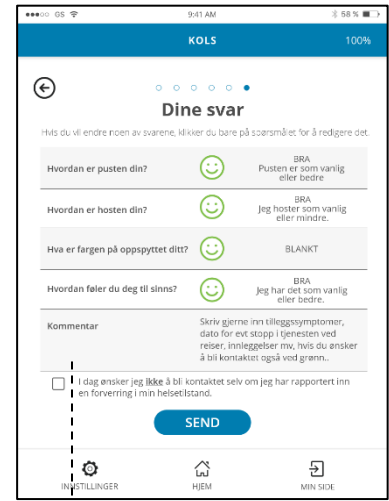 GS 9:41 AM 58 %
KOLS 100%
Dine svar
Hvis du vil endre noen av svarene, klikker du bare på spørsmålet for å redigere det.
Hvordan er pusten din?
BRA
Pusten er som vanlig
eller bedre
Hvordan er hosten din?
BRA
Jeg hoster som vanlig
eller mindre.
Hva er fargen på oppspyttet ditt?
BLANKT
Hvordan føler du deg til sinns?
BRA
Jeg har det som vanlig
eller bedre.
Kommentar
Skriv gjerne inn tilleggssymptomer,
dato for evt stopp i tjenesten ved
reiser, innleggelser mv, hvis du ønsker
å bli kontaktet også ved grønn..
I dag ønsker jeg ikke å bli kontaktet selv om jeg har rapportert inn
en forverring i min helsetilstand.
SEND
INNSTILLINGER HJEM MIN SIDE